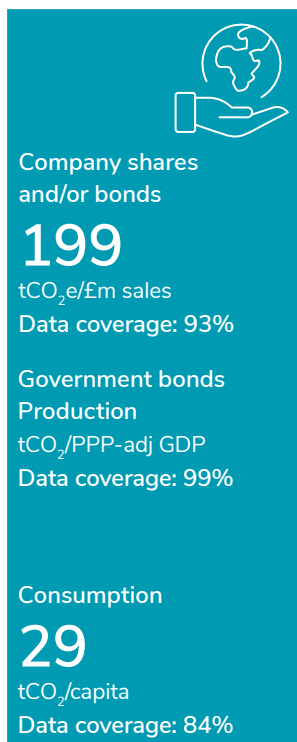 Company shares
and/or bonds
199
tCO₂e/£m sales
Data coverage: 93%
Government bonds
Production
tCO₂/PPP-adj GDP
Data coverage: 99%
Consumption
29
tCO₂/capita
Data coverage: 84%